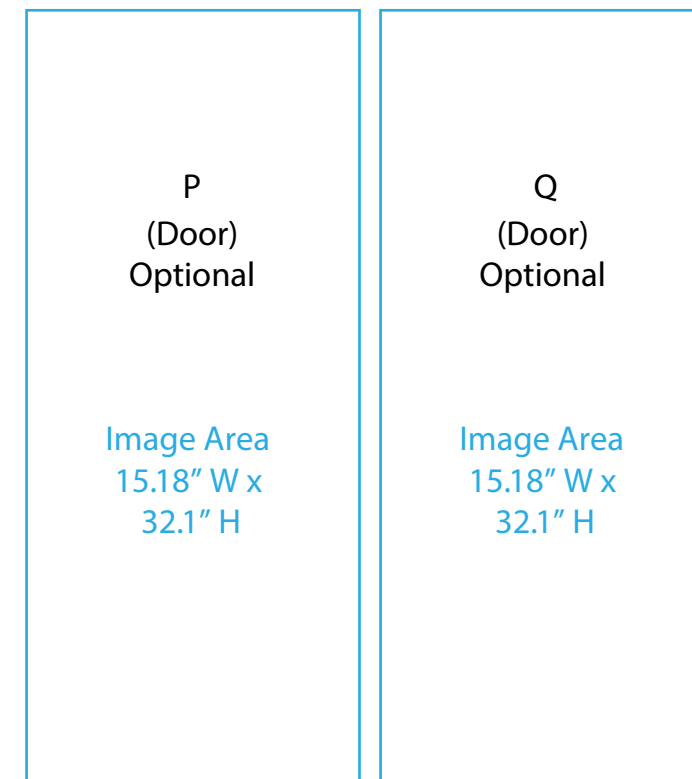 P
(Door)
Optional
Image Area
15.18” W x
32.1” H
Q
(Door)
Optional
Image Area
15.18” W x
32.1” H